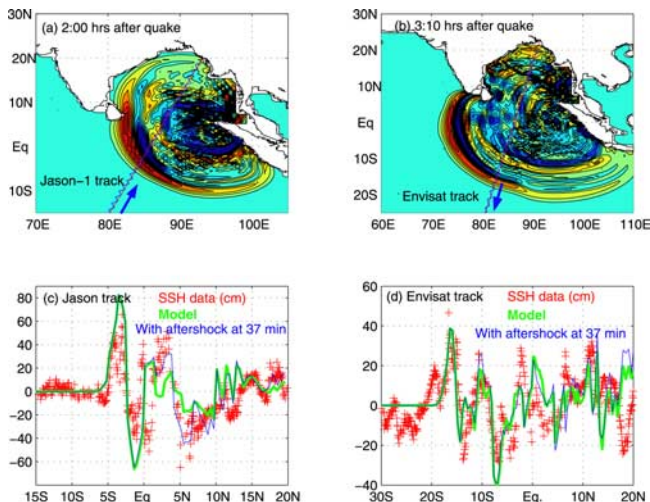 (a) 2:00 hrs after quake
30N
20N
10N
Eq
10S
Jason-1 track
70E 80E 90E 100E
(b) 3:10 hrs after quake
30N
20N
10N
Eq
10S
20S
Envisat track
60E 70E 80E 90E 100E 110E
(c) Jason track
SSH data (cm)
Model
With aftershock at 37 min
80
60
40
20
0
-20
-40
-60
15S 10S 5S Eq 5N 10N 15N 20N
(d) Envisat track
SSH data (cm)
Model
With aftershock at 37 min
60
40
20
0
-20
-40
30S 20S 10S Eq. 10N 20N